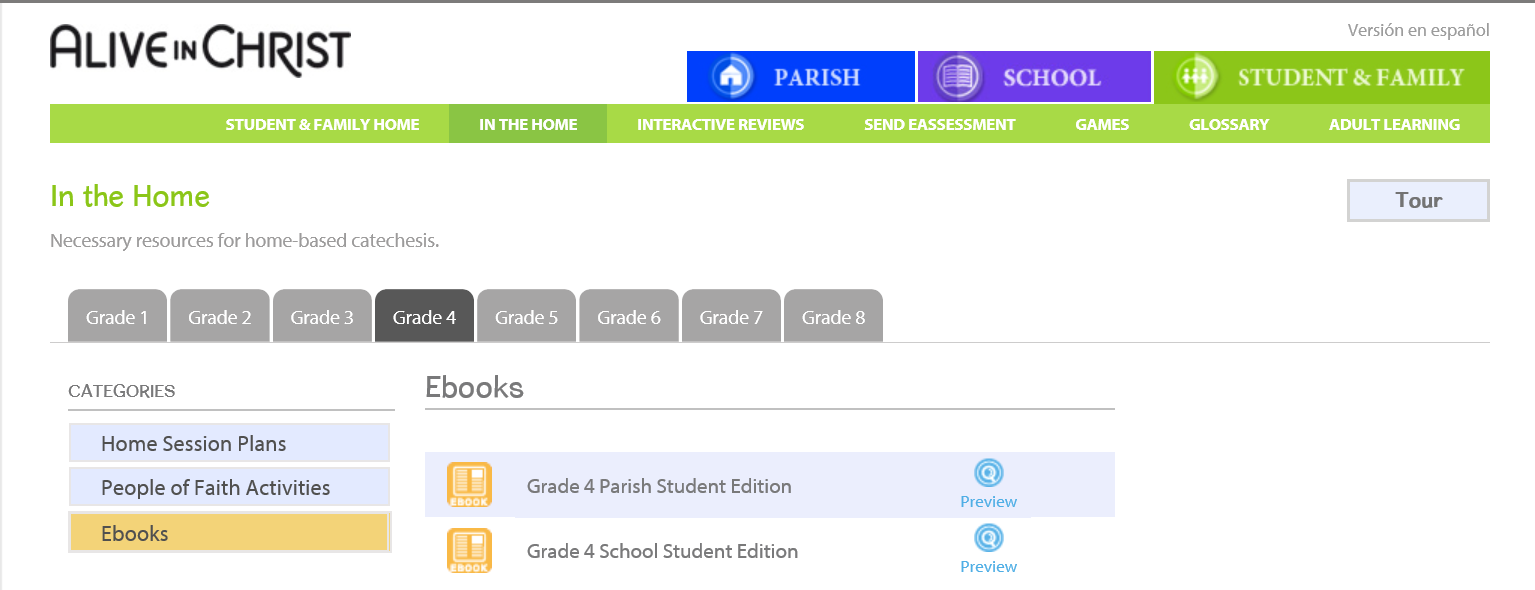 ALIVE IN CHRIST
Versión en español
PARISH SCHOOL STUDENT & FAMILY
STUDENT & FAMILY HOME IN THE HOME INTERACTIVE REVIEWS SEND EASSESSMENT GAMES GLOSSARY ADULT LEARNING
In the Home
Tour
Necessary resources for home-based catechesis.
Grade 1 Grade 2 Grade 3 Grade 4 Grade 5 Grade 6 Grade 7 Grade 8
CATEGORIES
Home Session Plans
People of Faith Activities
Ebooks
Ebooks
EBOOK
Grade 4 Parish Student Edition
Preview
EBOOK
Grade 4 School Student Edition
Preview